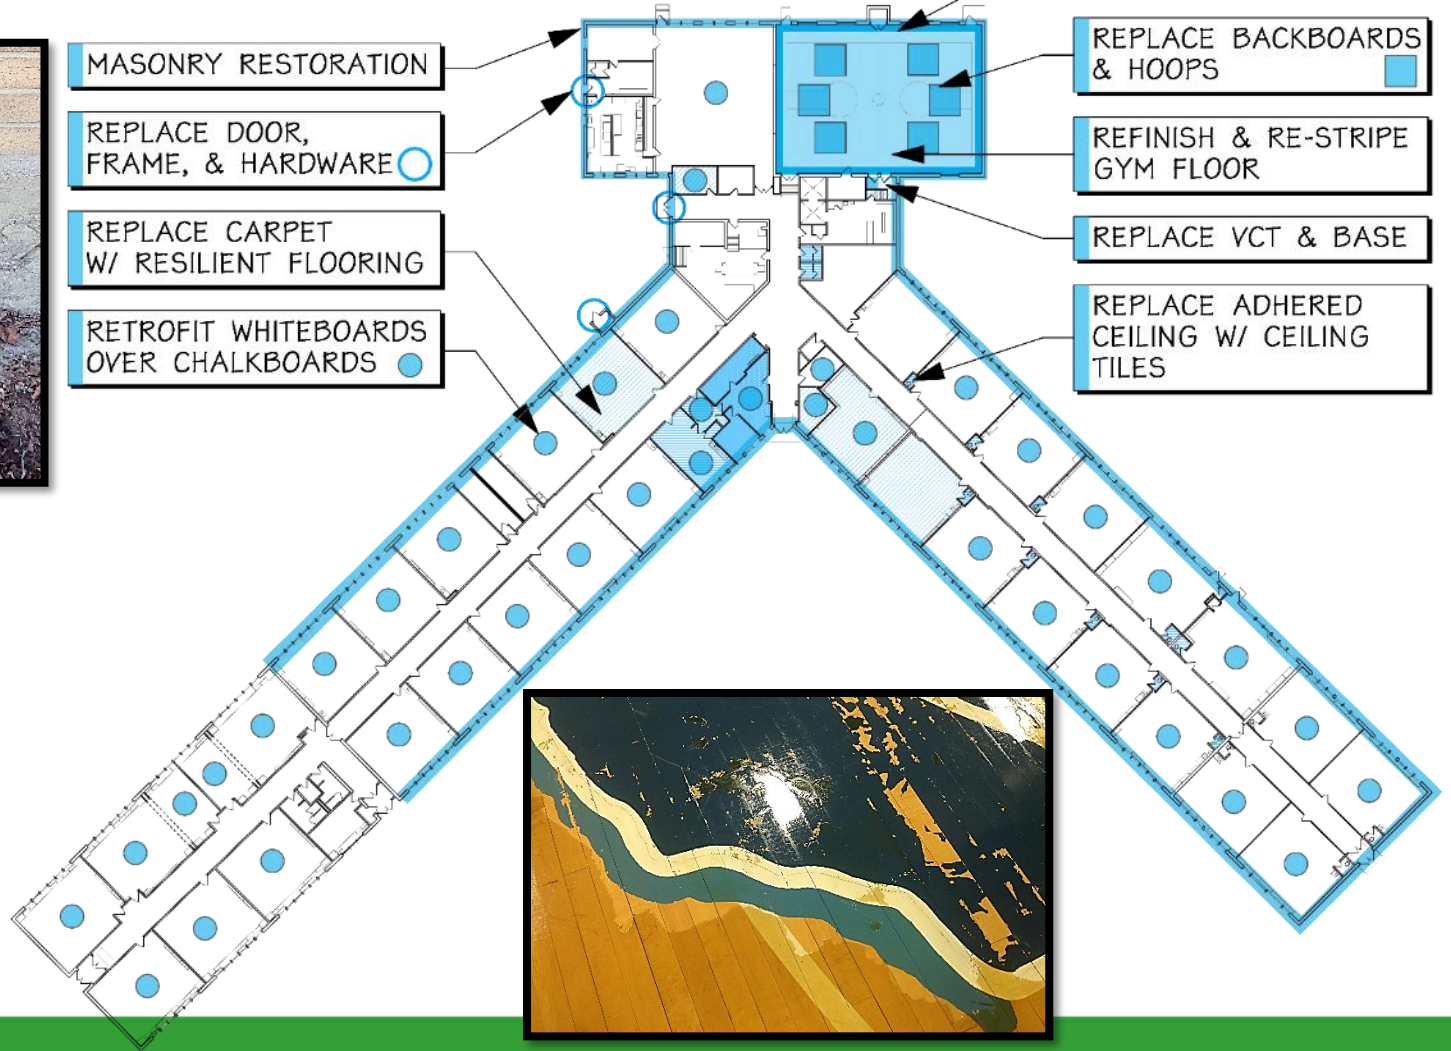 MASONRY RESTORATION
REPLACE DOOR,
FRAME, & HARDWARE
REPLACE CARPET
W/ RESILIENT FLOORING
RETROFIT WHITEBOARDS
OVER CHALKBOARDS
REPLACE BACKBOARDS
& HOOPS
REFINISH & RE-STRIPE
GYM FLOOR
REPLACE VCT & BASE
REPLACE ADHERED
CEILING W/ CEILING
TILES